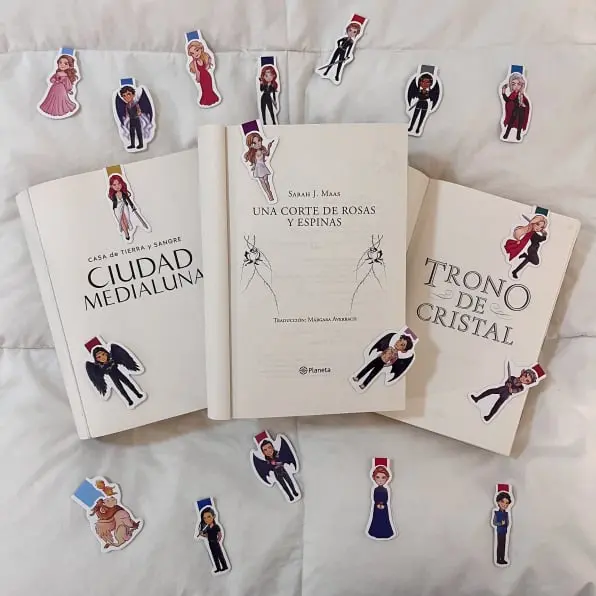 CASA de TIERRA y SANGRE
CIUDAD
MEDIALUNA
SARAH J. MAAS
UNA CORTE DE ROSAS
Y ESPINAS
TRADUCCIÓN: MÁRGARA AVERBACH
Planeta
TRONO
DE
CRISTAL